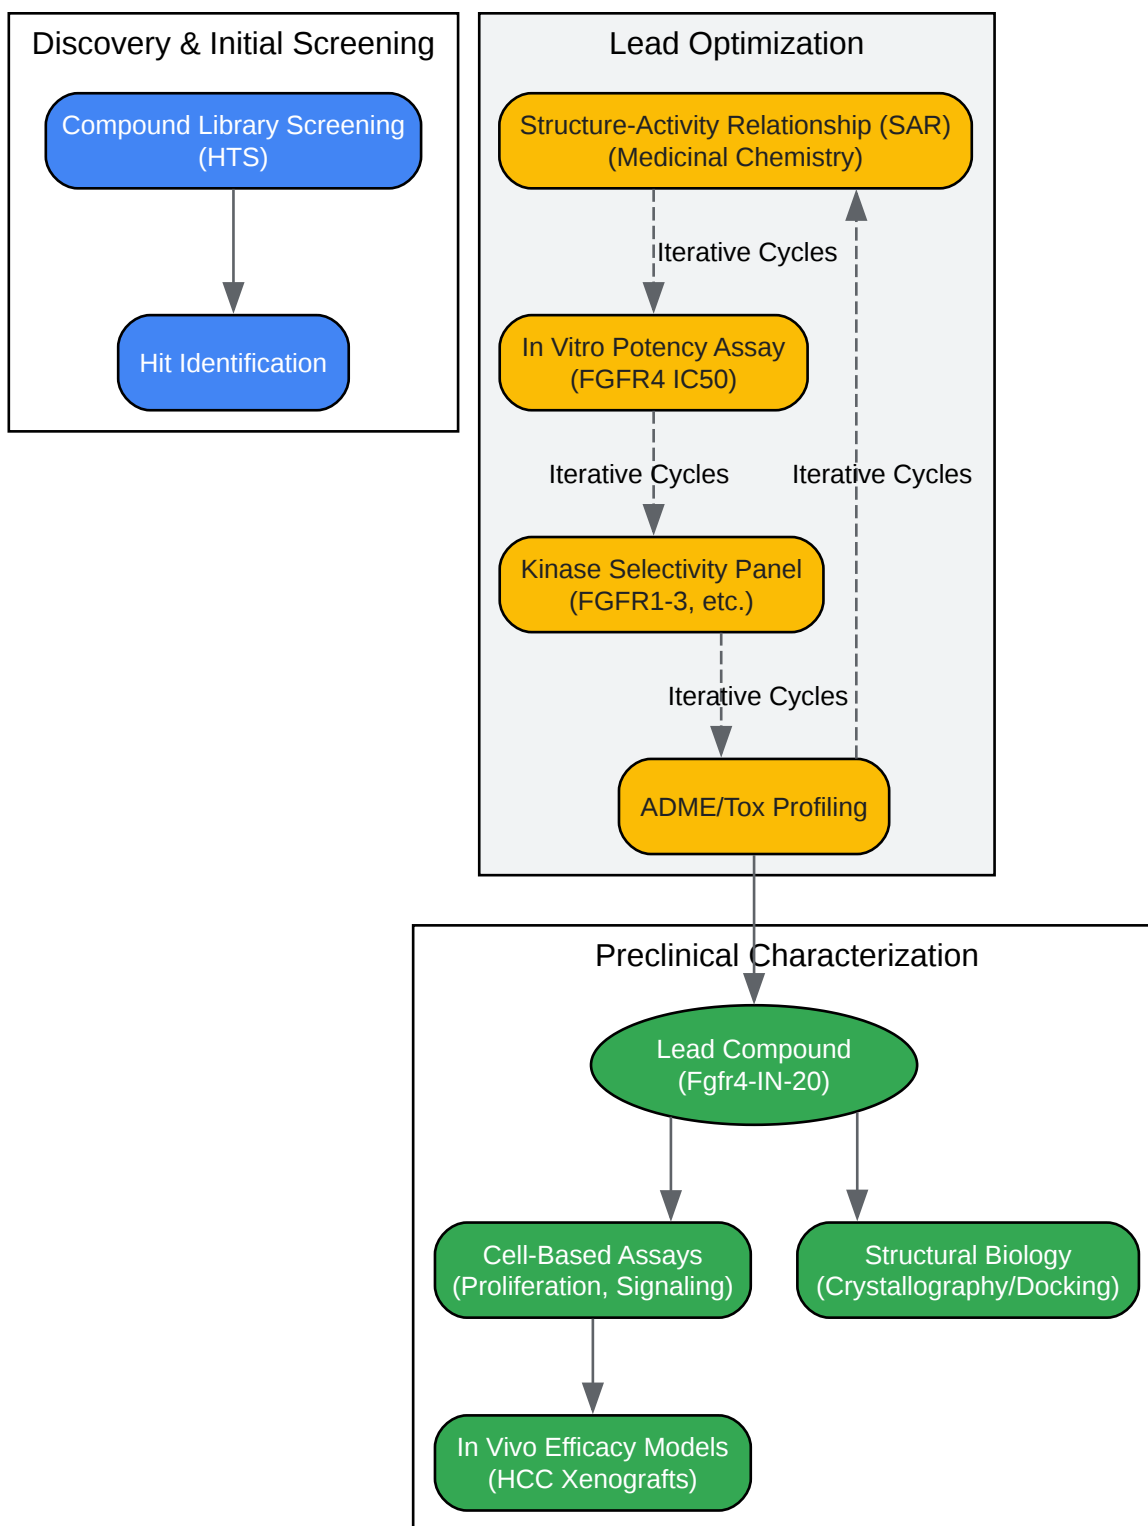 Discovery & Initial Screening
Compound Library Screening
(HTS)
Hit Identification
Lead Optimization
Structure-Activity Relationship (SAR)
(Medicinal Chemistry)
Iterative Cycles
In Vitro Potency Assay
(FGFR4 IC50)
Iterative Cycles
Iterative Cycles
Kinase Selectivity Panel
(FGFR1-3, etc.)
Iterative Cycles
ADME/Tox Profiling
Preclinical Characterization
Lead Compound
(Fgfr4-IN-20)
Cell-Based Assays
(Proliferation, Signaling)
Structural Biology
(Crystallography/Docking)
In Vivo Efficacy Models
(HCC Xenografts)